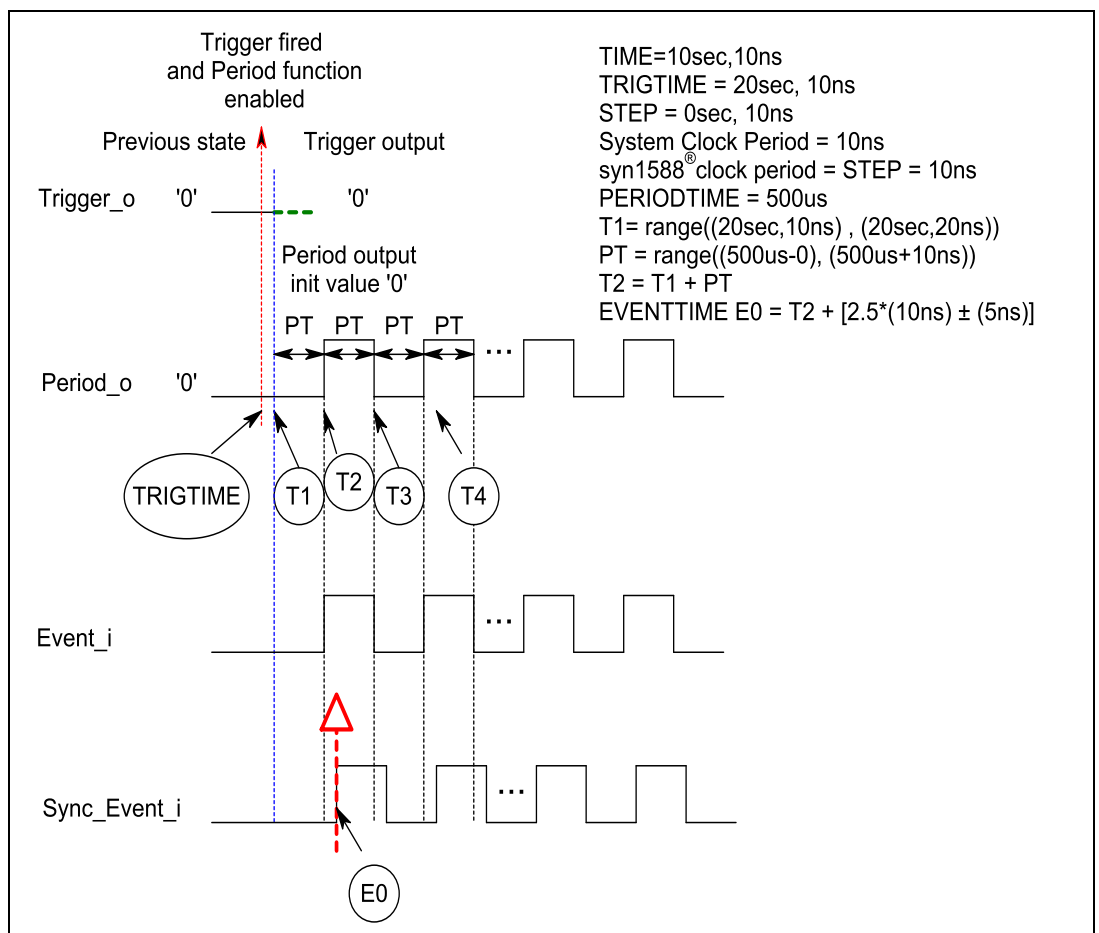 Trigger fired
and Period function
enabled
Previous state
Trigger output
Trigger_o
'0'
'0'
Period output
init value '0'
PT
PT
PT
PT
...
Period_o
'0'
TRIGTIME
T1
T2
T3
T4
Event_i
...
Sync_Event_i
...
E0
TIME=10sec,10ns
TRIGTIME = 20sec, 10ns
STEP = 0sec, 10ns
System Clock Period = 10ns
syn1588® clock period = STEP = 10ns
PERIODTIME = 500us
T1= range((20sec,10ns) , (20sec,20ns))
PT = range((500us-0), (500us+10ns))
T2 = T1 + PT
EVENTTIME E0 = T2 + [2.5*(10ns) ± (5ns)]